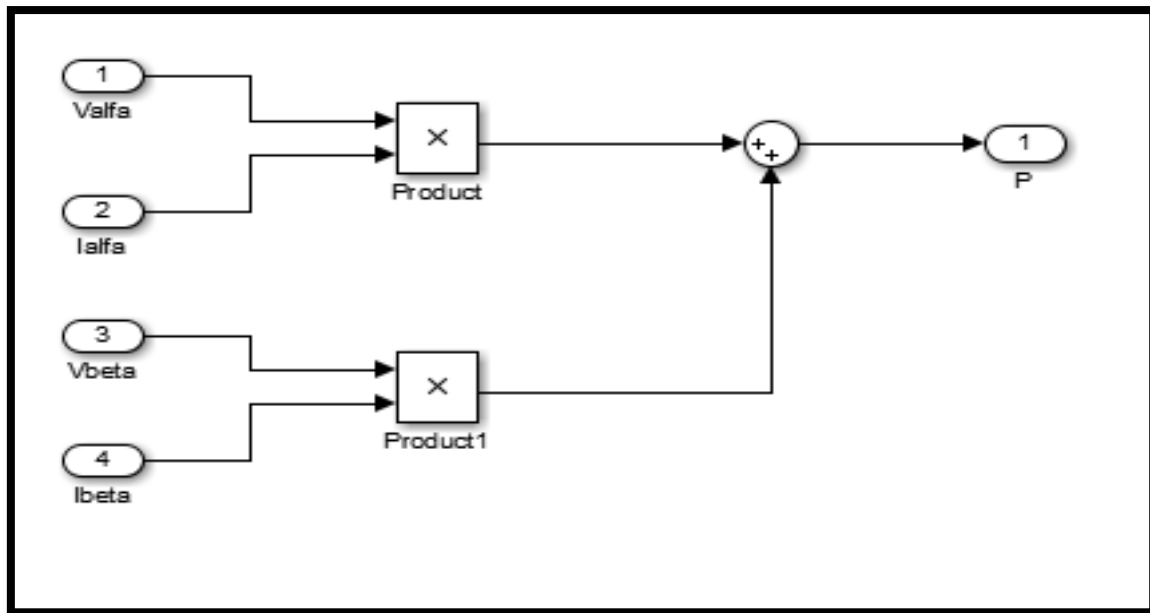 1
Valfa
2
Ialfa
×
Product
+
+
1
P
3
Vbeta
4
Ibeta
×
Product1